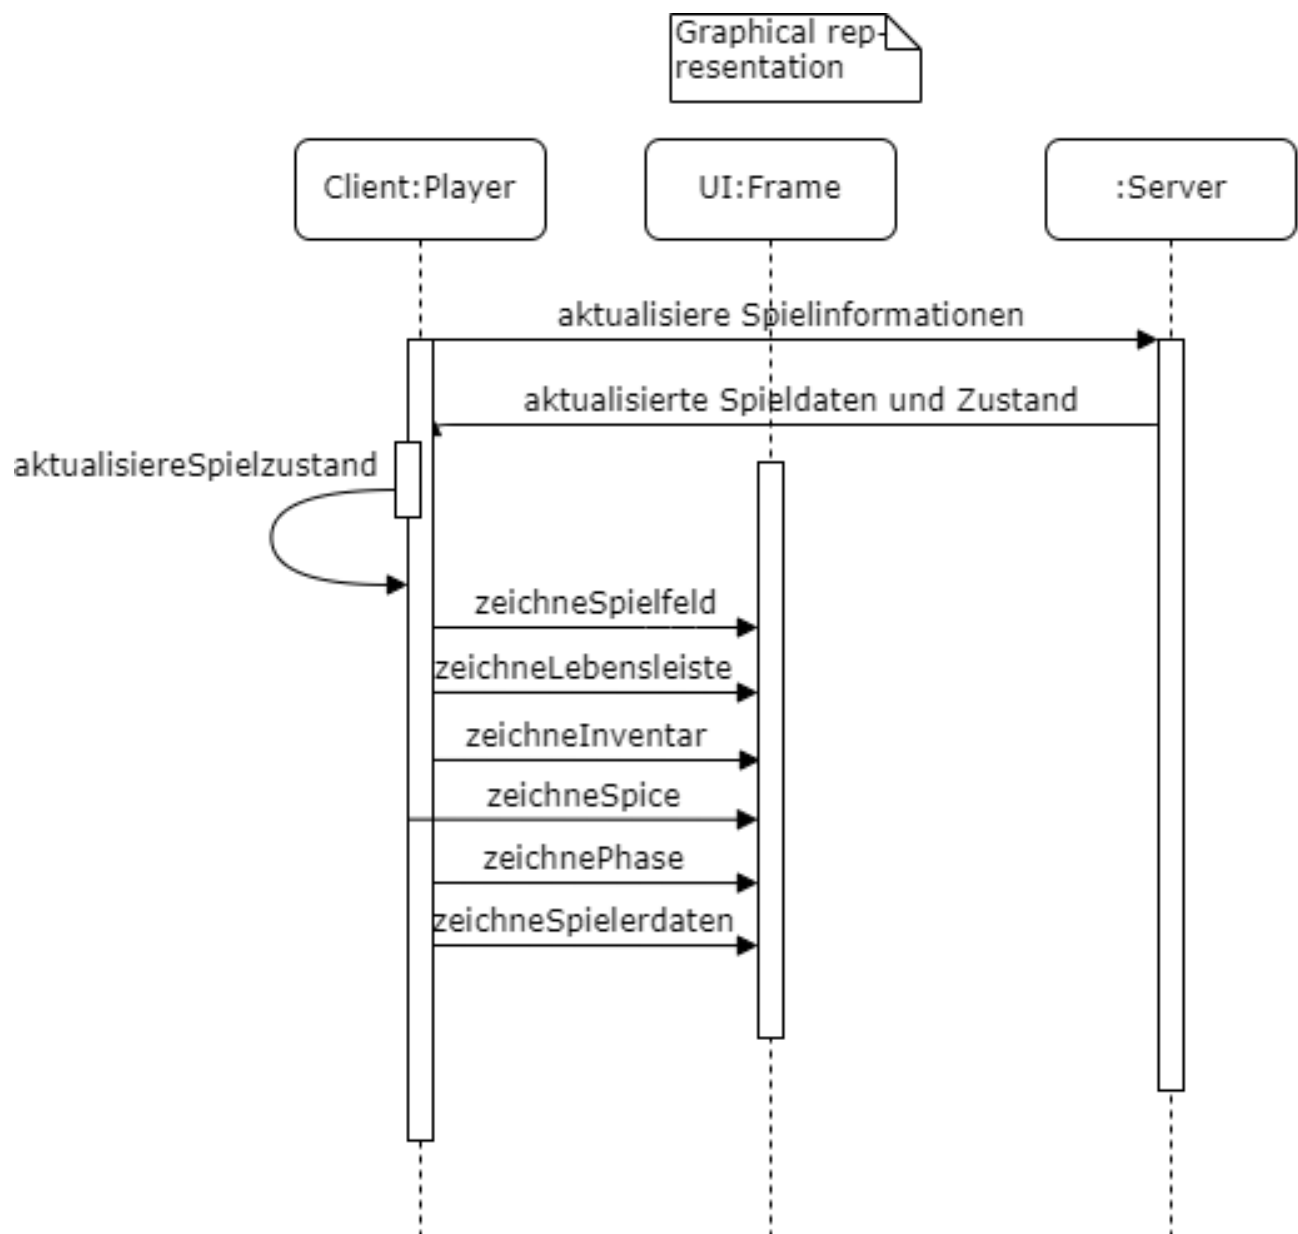 Graphical rep-
resentation
Client:Player
UI:Frame
:Server
aktualisiere Spielinformationen
aktualisierte Spieldaten und Zustand
aktualisiereSpielzustand
zeichneSpielfeld
zeichneLebensleiste
zeichneInventar
zeichneSpice
zeichnePhase
zeichneSpielerdaten